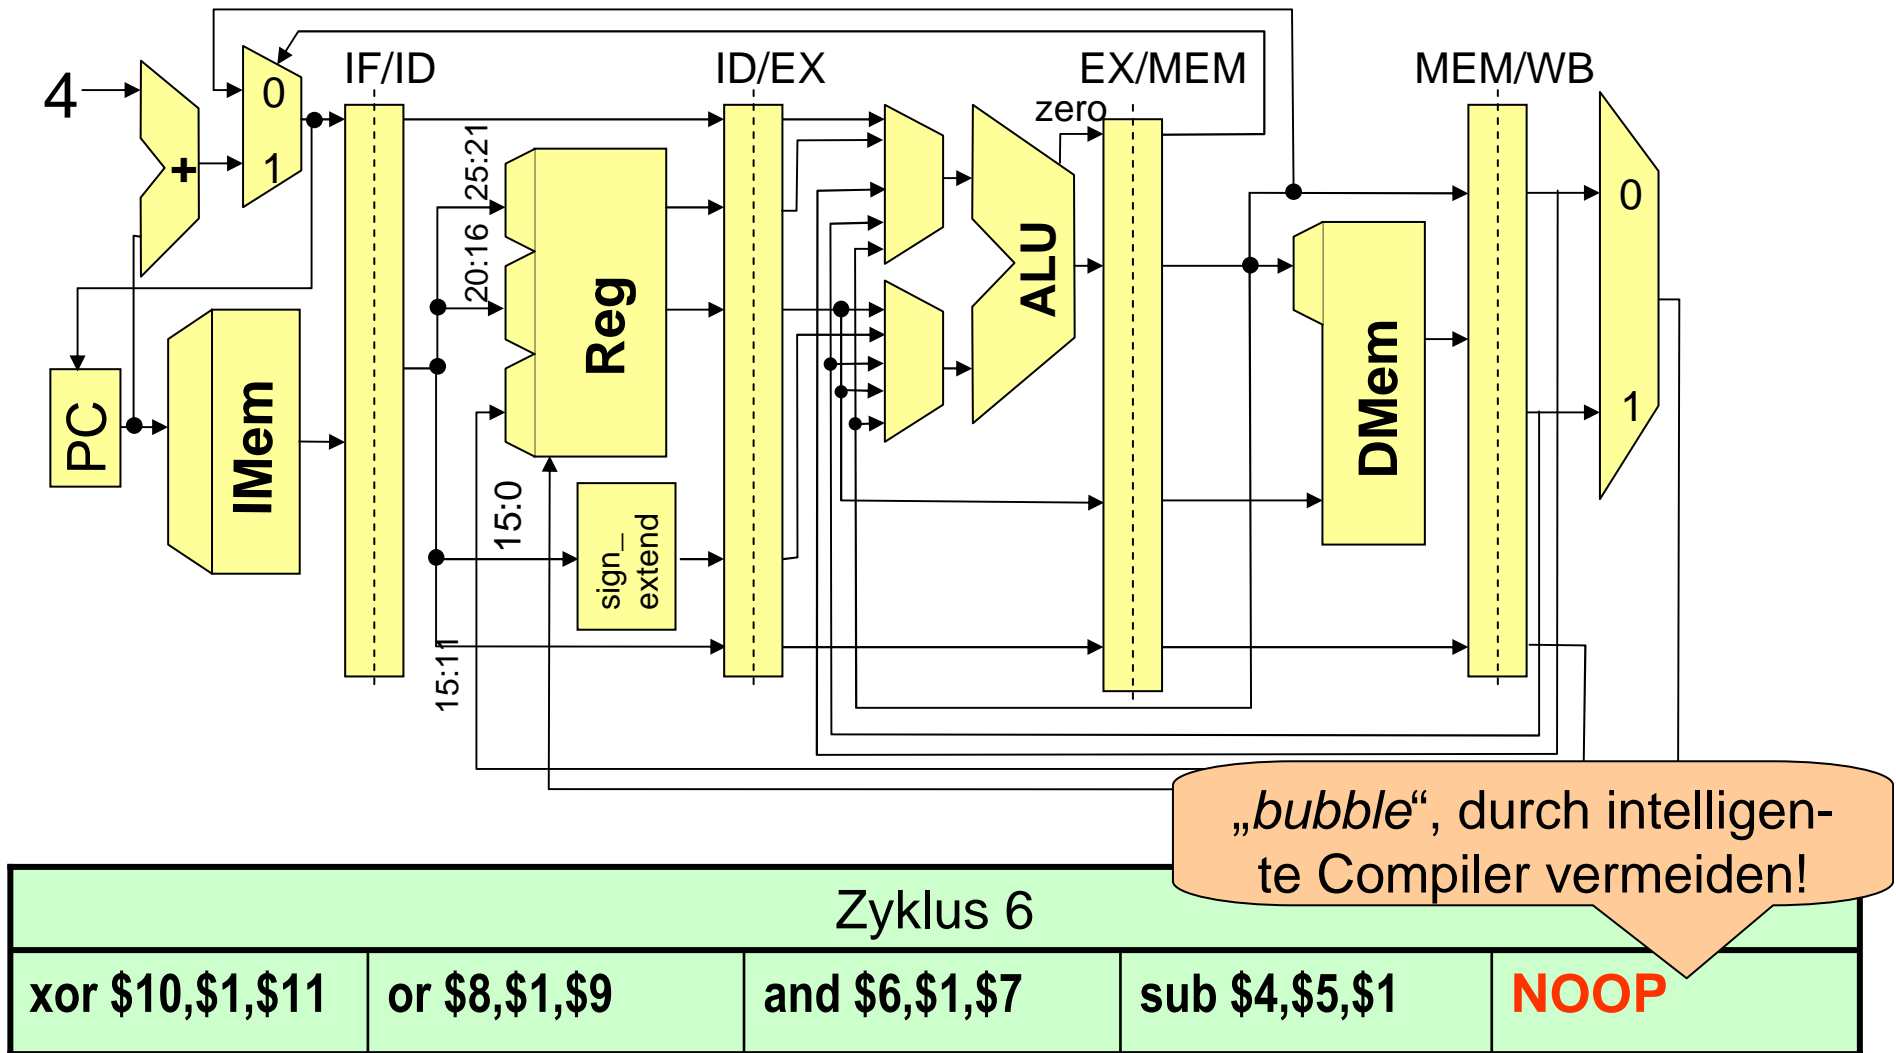 IF/ID
ID/EX
EX/MEM
MEM/WB
4
0
1
+
zero
25:21
20:16
Reg
ALU
0
1
PC
IMem
DMem
15:0
sign_
extend
15:11
„bubble“, durch intelligen-
te Compiler vermeiden!
Zyklus 6
xor $10,$1,$11
or $8,$1,$9
and $6,$1,$7
sub $4,$5,$1
NOOP